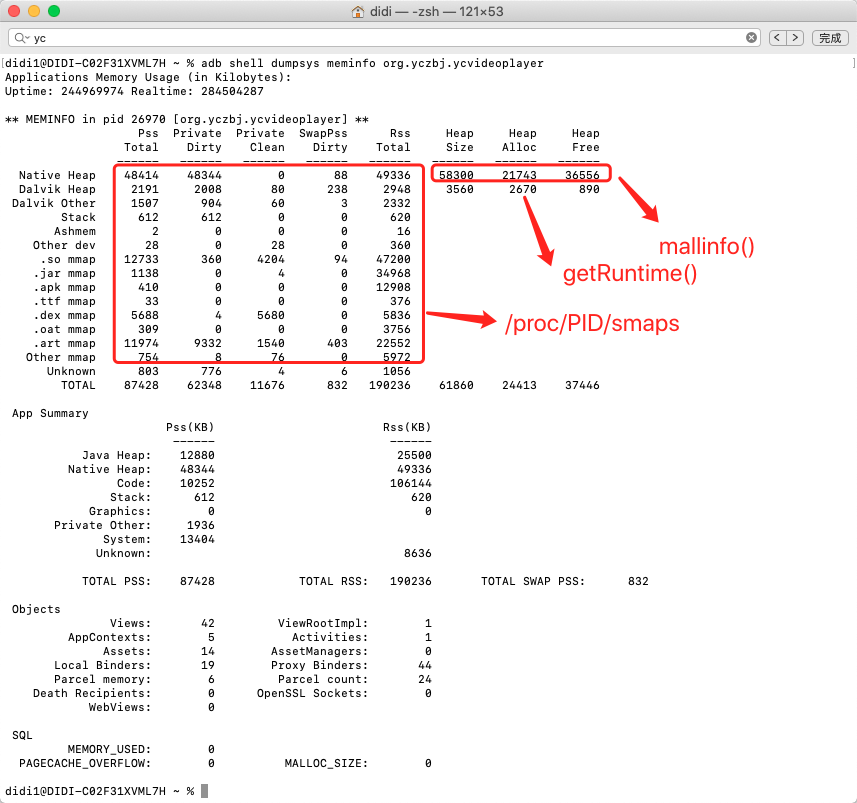 didi — -zsh — 121×53
yc
完成
didi1@DIDI-C02F31XVML7H ~ % adb shell dumpsys meminfo org.yczbj.ycvideoplayer
Applications Memory Usage (in Kilobytes):
Uptime: 244969974 Realtime: 284504287
** MEMINFO in pid 26970 [org.yczbj.ycvideoplayer] **
Pss Private Private SwapPss Rss Heap Heap Heap
Total Dirty Clean Dirty Total Size Alloc Free
------ ------ ------ ------ ------ ------ ------ ------
Native Heap 48414 48344 0 88 49336 58300 21743 36556
Dalvik Heap 2191 2008 80 238 2948 3560 2670 890
Dalvik Other 1507 904 60 3 2332
Stack 612 612 0 0 620
Ashmem 2 0 0 0 16
Other dev 28 0 28 0 360
.so mmap 12733 360 4204 94 47200
.jar mmap 1138 0 4 0 34968
.apk mmap 410 0 0 0 12908
.ttf mmap 33 0 0 0 376
.dex mmap 5688 4 5680 0 5836
.oat mmap 309 0 0 0 3756
.art mmap 11974 9332 1540 403 22552
Other mmap 754 8 76 0 5972
Unknown 803 776 4 6 1056
TOTAL 87428 62348 11676 832 190236 61860 24413 37446
mallinfo()
getRuntime()
/proc/PID/smaps
App Summary
Pss(KB) Rss(KB)
------ ------
Java Heap: 12880 25500
Native Heap: 48344 49336
Code: 10252 106144
Stack: 612 620
Graphics: 0 0
Private Other: 1936
System: 13404
Unknown: 8636
TOTAL PSS: 87428 TOTAL RSS: 190236 TOTAL SWAP PSS: 832
Objects
Views: 42 ViewRootImpl: 1
AppContexts: 5 Activities: 1
Assets: 14 AssetManagers: 0
Local Binders: 19 Proxy Binders: 44
Parcel memory: 6 Parcel count: 24
Death Recipients: 0 OpenSSL Sockets: 0
WebViews: 0
SQL
MEMORY_USED: 0
PAGECACHE_OVERFLOW: 0 MALLOC_SIZE: 0
didi1@DIDI-C02F31XVML7H ~ %